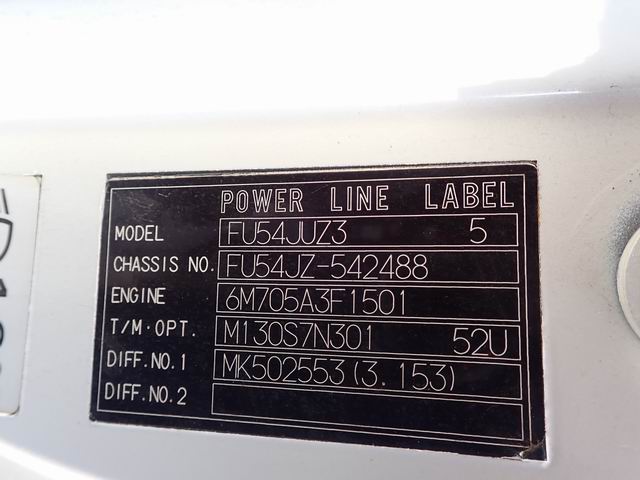 POWER LINE LABEL
MODEL FU54JUZ3 5
CHASSIS NO. FU54JZ-542488
ENGINE 6M705A3F1501
T/M·OPT. M130S7N301 52U
DIFF.NO.1 MK502553(3.153)
DIFF.NO.2